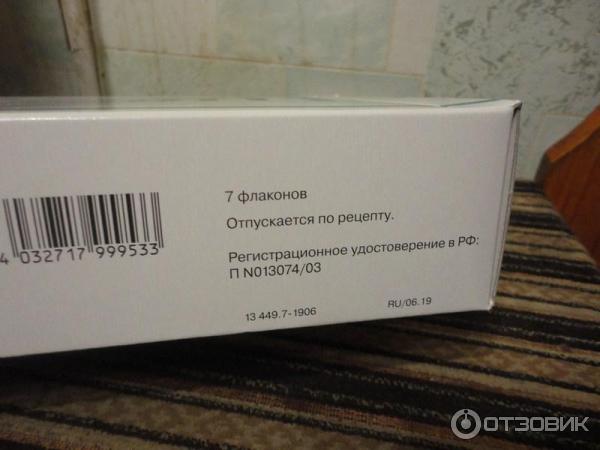 7 флаконов
Отпускается по рецепту.
4 032717 999533
Регистрационное удостоверение в РФ:
П N013074/03
13 449.7-1906 RU/06.19
ОТЗОВИК